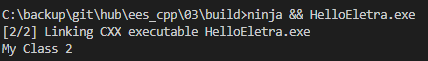 C:\backup\git\hub\ees_cpp\03\build>ninja && HelloEletra.exe
[2/2] Linking CXX executable HelloEletra.exe
My Class 2